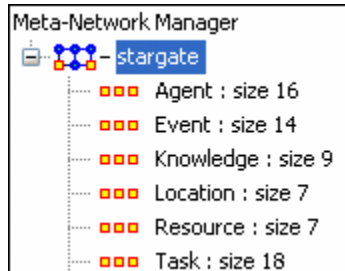 Meta-Network Manager
stargate
Agent : size 16
Event : size 14
Knowledge : size 9
Location : size 7
Resource : size 7
Task : size 18